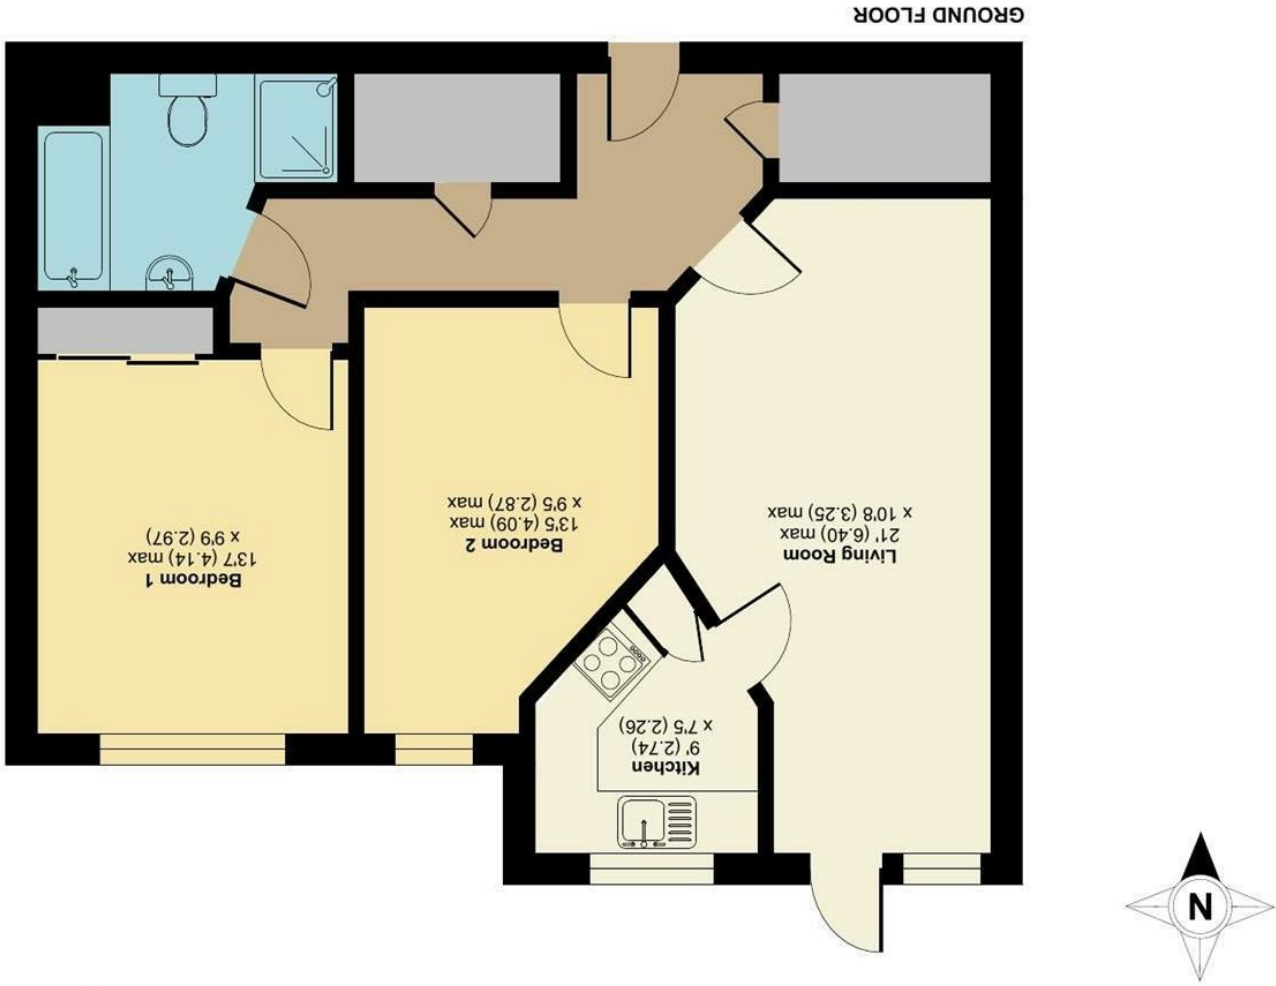 GROUND FLOOR
Living Room
21' (6.40) max
x 10'8 (3.25) max
Bedroom 2
13'5 (4.09) max
x 9'5 (2.87) max
Bedroom 1
13'7 (4.14) max
x 9'9 (2.97)
Kitchen
9' (2.74)
x 7'5 (2.26)
N